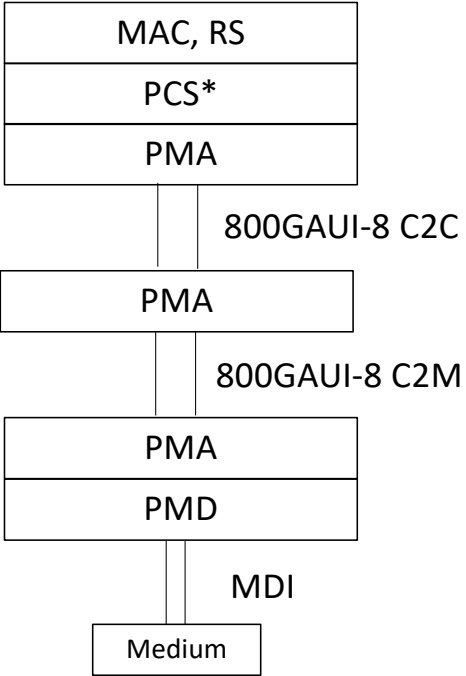 MAC, RS
PCS*
PMA
800GAUI-8 C2C
PMA
800GAUI-8 C2M
PMA
PMD
MDI
Medium